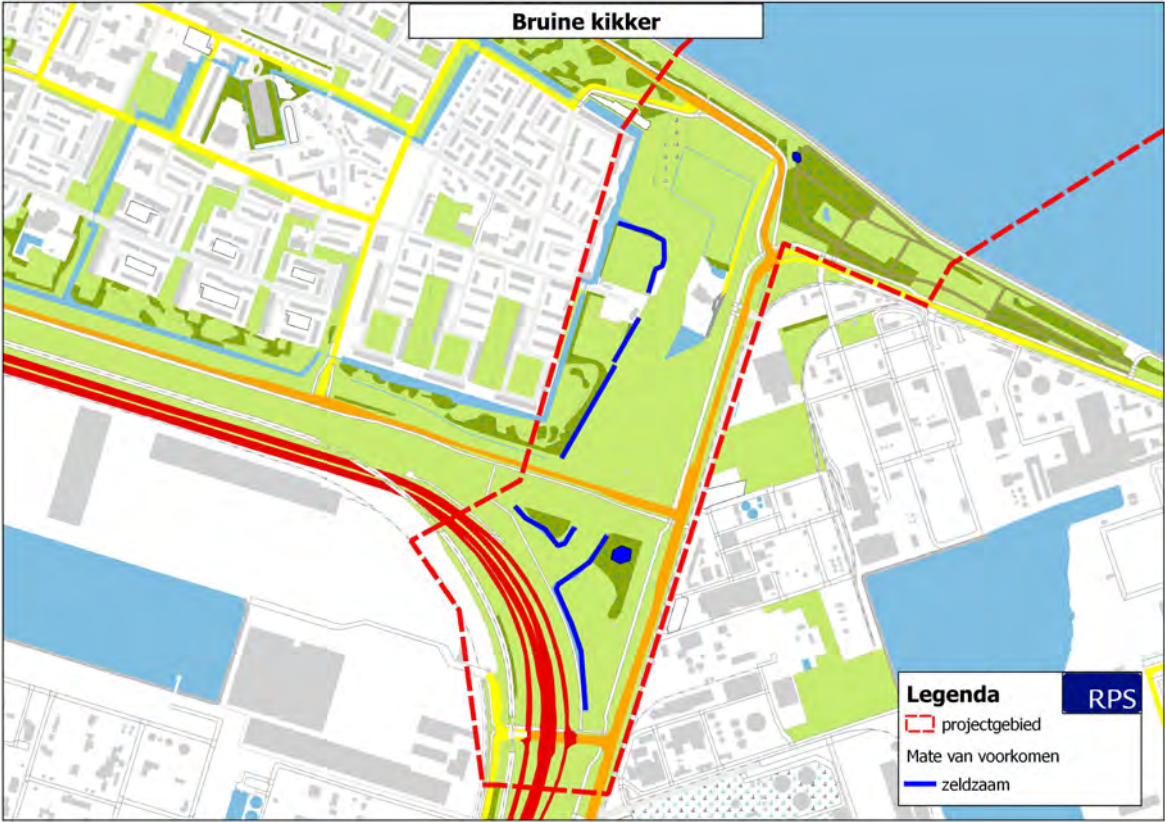 Bruine kikker
Legenda
RPS
projectgebied
Mate van voorkomen
zeldzaam